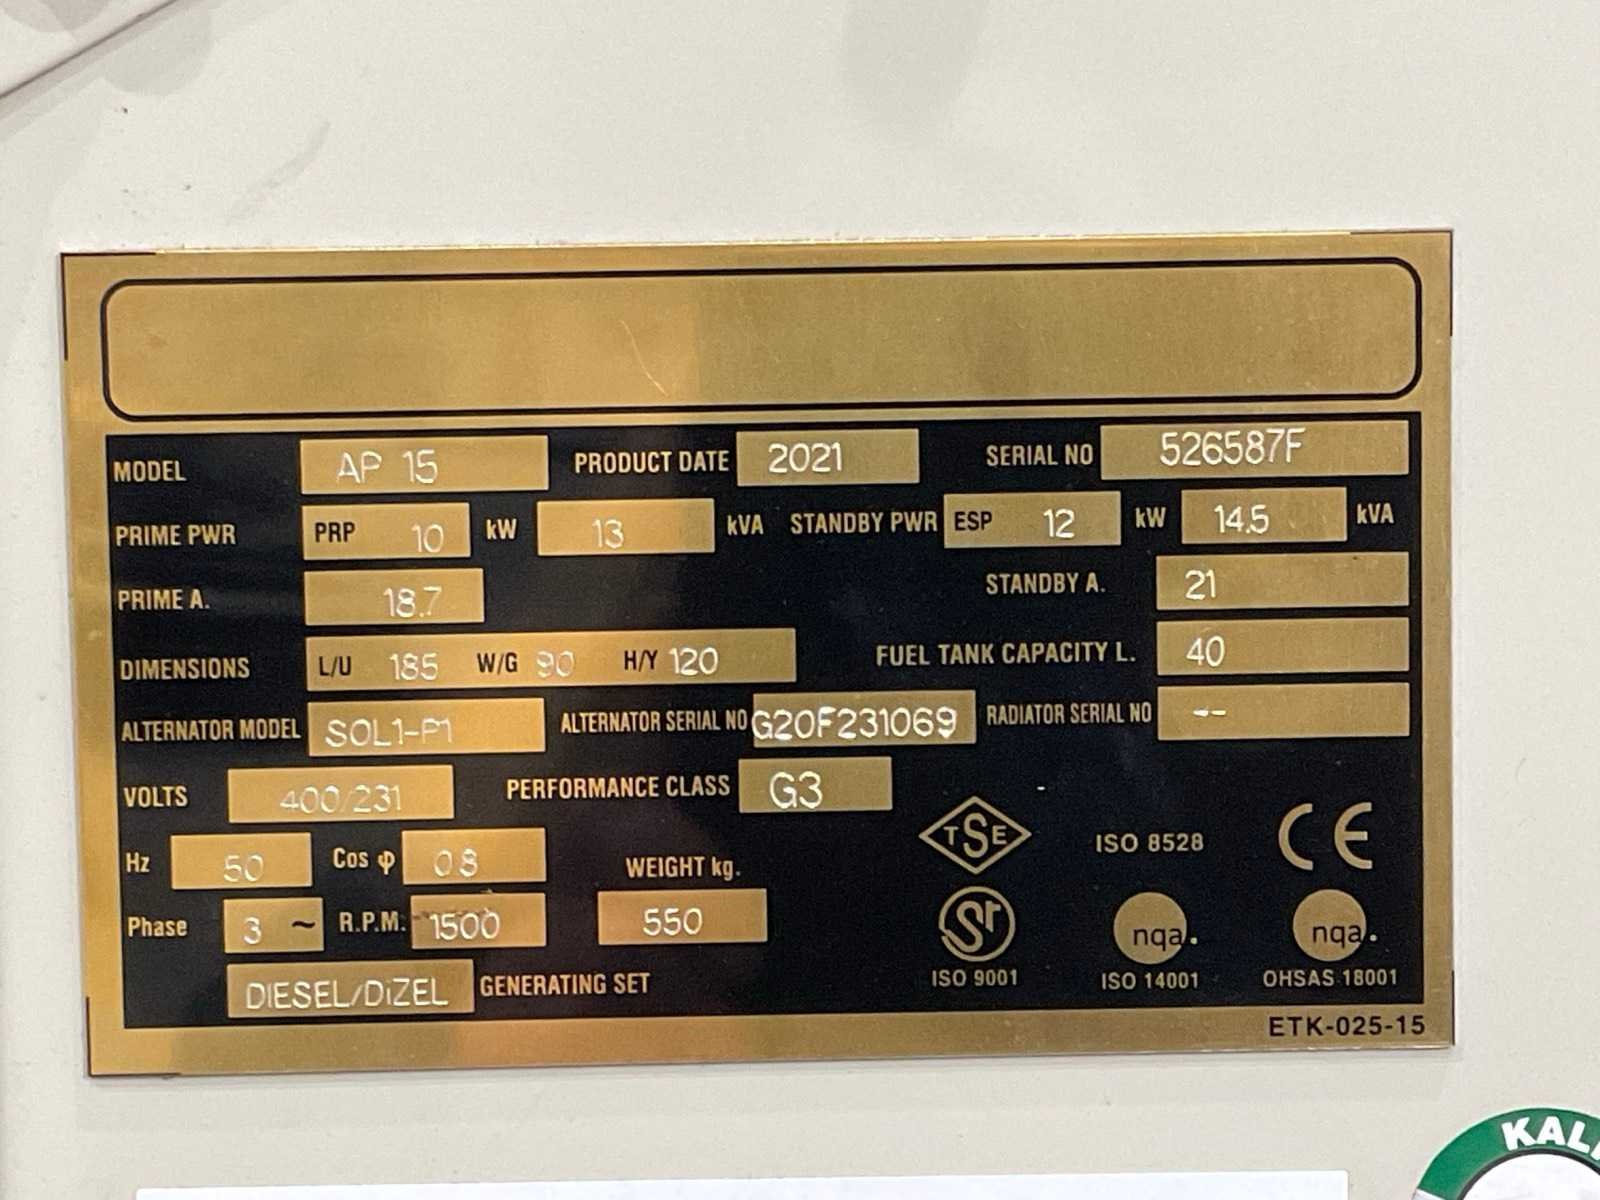 MODEL AP 15 PRODUCT DATE 2021 SERIAL NO 526587F
PRIME PWR PRP 10 kW 13 kVA STANDBY PWR ESP 12 kW 14.5 kVA
PRIME A. 18.7 STANDBY A. 21
DIMENSIONS L/U 185 W/G 90 H/Y 120 FUEL TANK CAPACITY L. 40
ALTERNATOR MODEL SOL1-P1 ALTERNATOR SERIAL NO G20F231069 RADIATOR SERIAL NO --
VOLTS 400/231 PERFORMANCE CLASS G3
Hz 50 Cos φ 0.8 WEIGHT kg. TSE ISO 8528 CE
Phase 3 ~ R.P.M. 1500 550 nqa. nqa.
ISO 9001 ISO 14001 OHSAS 18001
DIESEL/DiZEL GENERATING SET
ETK-025-15